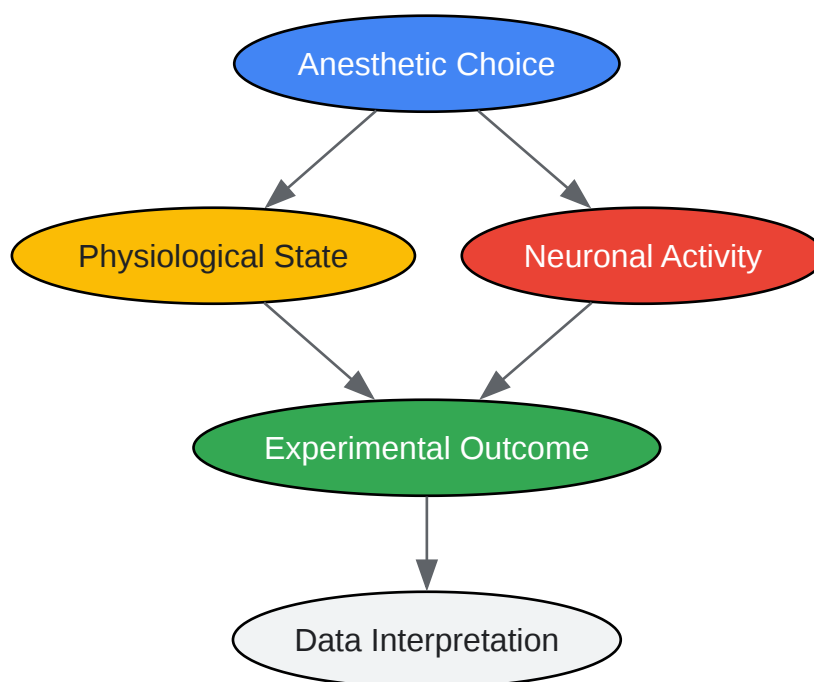 Anesthetic Choice
Physiological State
Neuronal Activity
Experimental Outcome
Data Interpretation